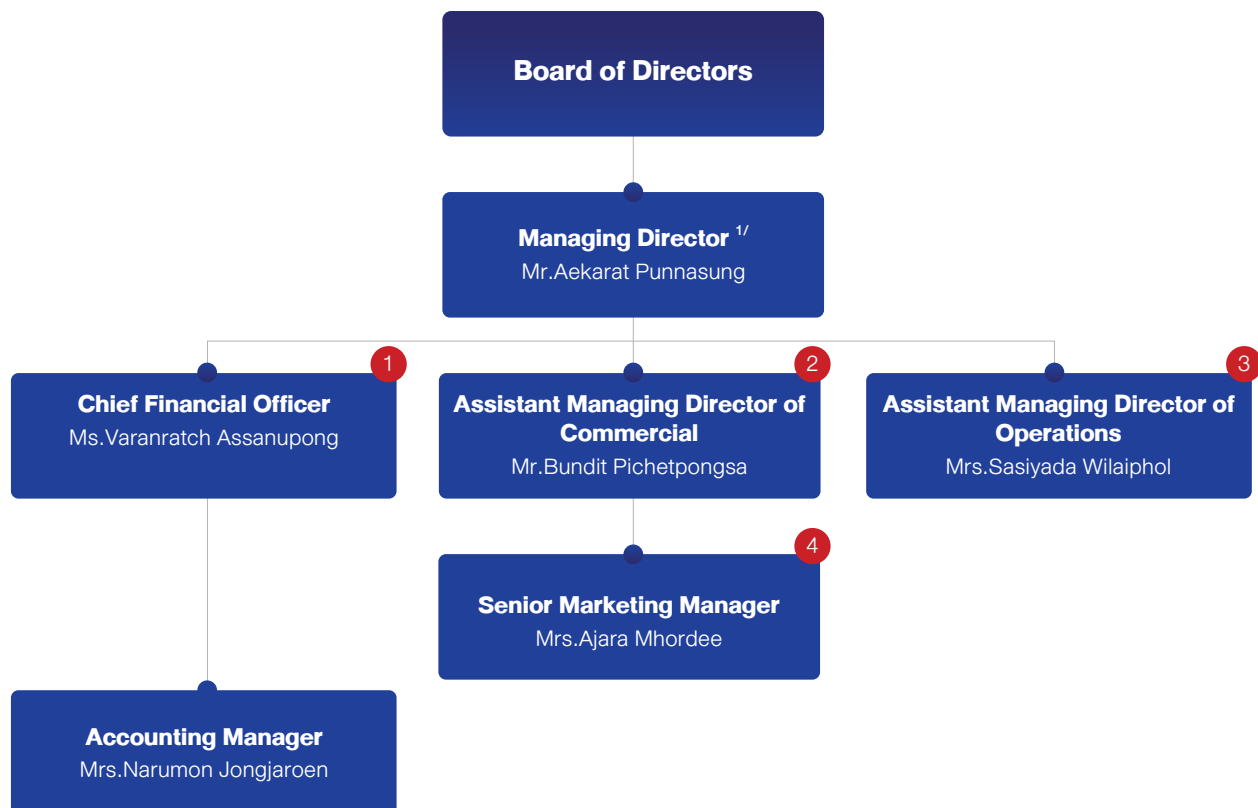 Board of Directors
Managing Director 1/
Mr.Aekarat Punnasung
1
Chief Financial Officer
Ms.Varanratch Assanupong
2
Assistant Managing Director of
Commercial
Mr.Bundit Pichetpongsa
3
Assistant Managing Director of
Operations
Mrs.Sasiyada Wilaiphol
4
Senior Marketing Manager
Mrs.Ajara Mhordee
Accounting Manager
Mrs.Narumon Jongjaroen